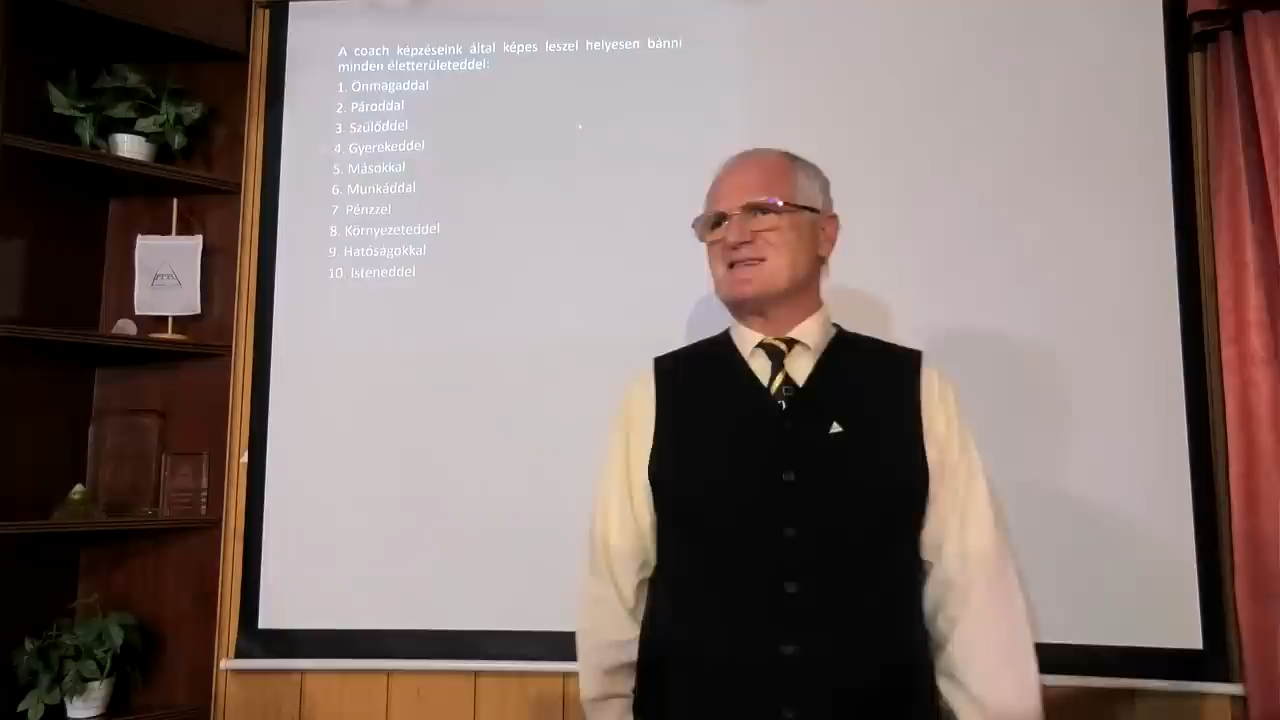 A coach képzéseink által képes leszel helyesen bánni
minden életterületeddel:
1. Önmagaddal
2. Pároddal
3. Szülőddel
4. Gyerekeddel
5. Másokkal
6. Munkáddal
7 Pénzzel
8. Környezeteddel
9. Hatóságokkal
10. Isteneddel